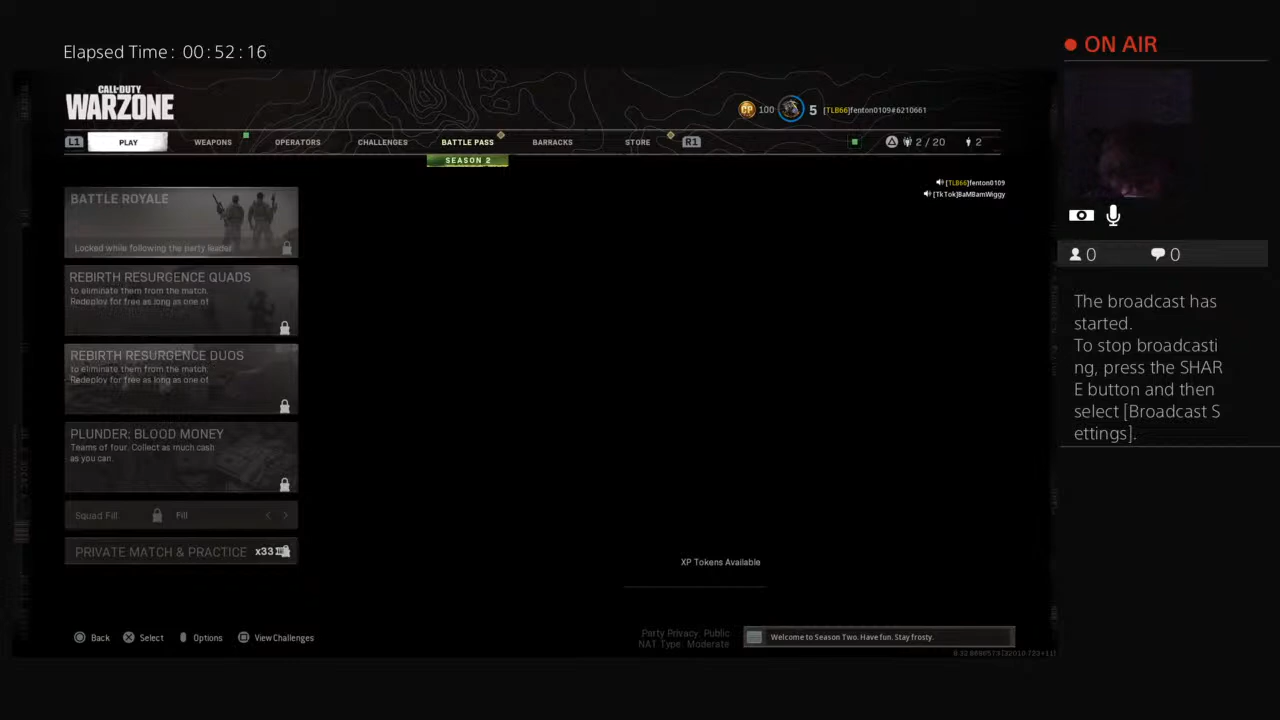 Elapsed Time: 00:52:16
ON AIR
CALL OF DUTY
WARZONE
CP 100 5 [TLB66]fenton0109#6210661
L1 PLAY WEAPONS OPERATORS CHALLENGES BATTLE PASS BARRACKS STORE R1 2 / 20 2
SEASON 2
[TLB66]fenton0109
[TkTok]BaMBamWiggy
BATTLE ROYALE
Locked while following the party leader
REBIRTH RESURGENCE QUADS
to eliminate them from the match.
Redeploy for free as long as one of
REBIRTH RESURGENCE DUOS
to eliminate them from the match.
Redeploy for free as long as one of
PLUNDER: BLOOD MONEY
Teams of four. Collect as much cash
as you can.
Squad Fill Fill
PRIVATE MATCH & PRACTICE x33
XP Tokens Available
Back Select Options View Challenges
Party Privacy: Public
NAT Type: Moderate
Welcome to Season Two. Have fun. Stay frosty.
0 0
The broadcast has
started.
To stop broadcasti
ng, press the SHAR
E button and then
select [Broadcast S
ettings].